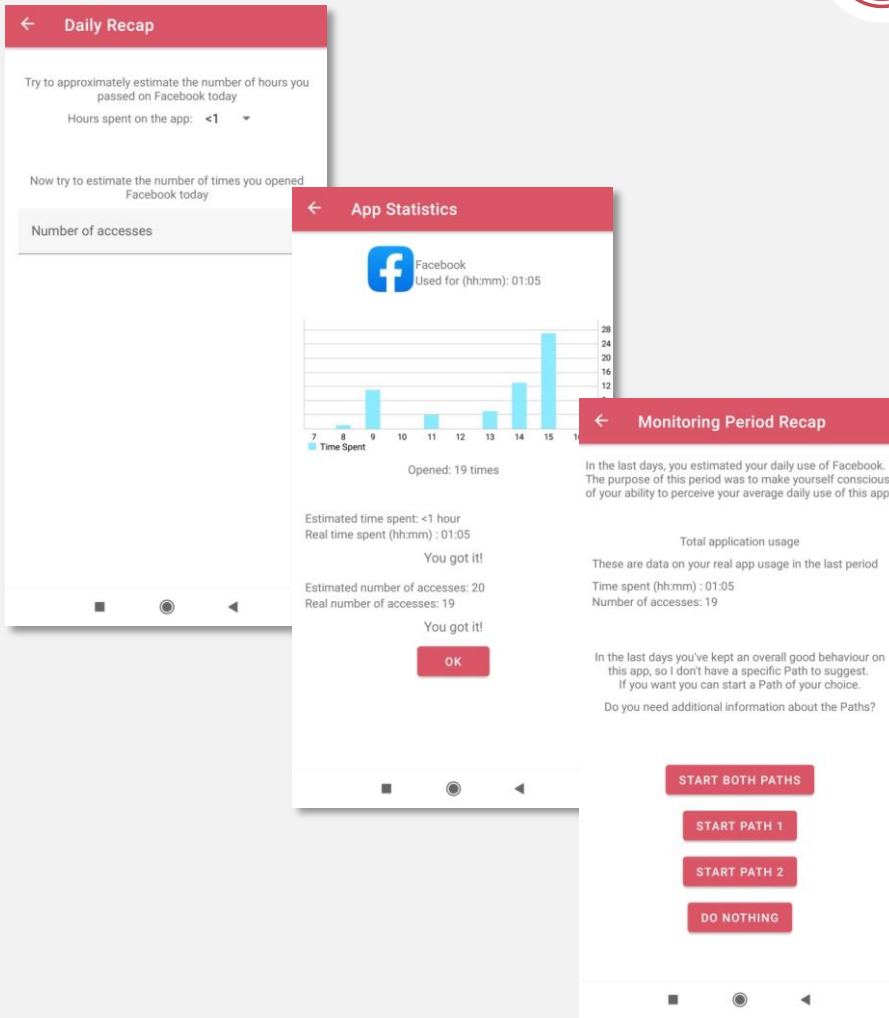 Daily Recap
Try to approximately estimate the number of hours you
passed on Facebook today
Hours spent on the app: <1
Now try to estimate the number of times you opened
Facebook today
Number of accesses
App Statistics
Facebook
Used for (hh:mm): 01:05
28
24
20
16
12
7 8 9 10 11 12 13 14 15
Time Spent
Opened: 19 times
Estimated time spent: <1 hour
Real time spent (hh:mm) : 01:05
You got it!
Estimated number of accesses: 20
Real number of accesses: 19
You got it!
OK
Monitoring Period Recap
In the last days, you estimated your daily use of Facebook.
The purpose of this period was to make yourself conscious
of your ability to perceive your average daily use of this app
Total application usage
These are data on your real app usage in the last period
Time spent (hh:mm) : 01:05
Number of accesses: 19
In the last days you've kept an overall good behaviour on
this app, so I don't have a specific Path to suggest.
If you want you can start a Path of your choice.
Do you need additional information about the Paths?
START BOTH PATHS
START PATH 1
START PATH 2
DO NOTHING